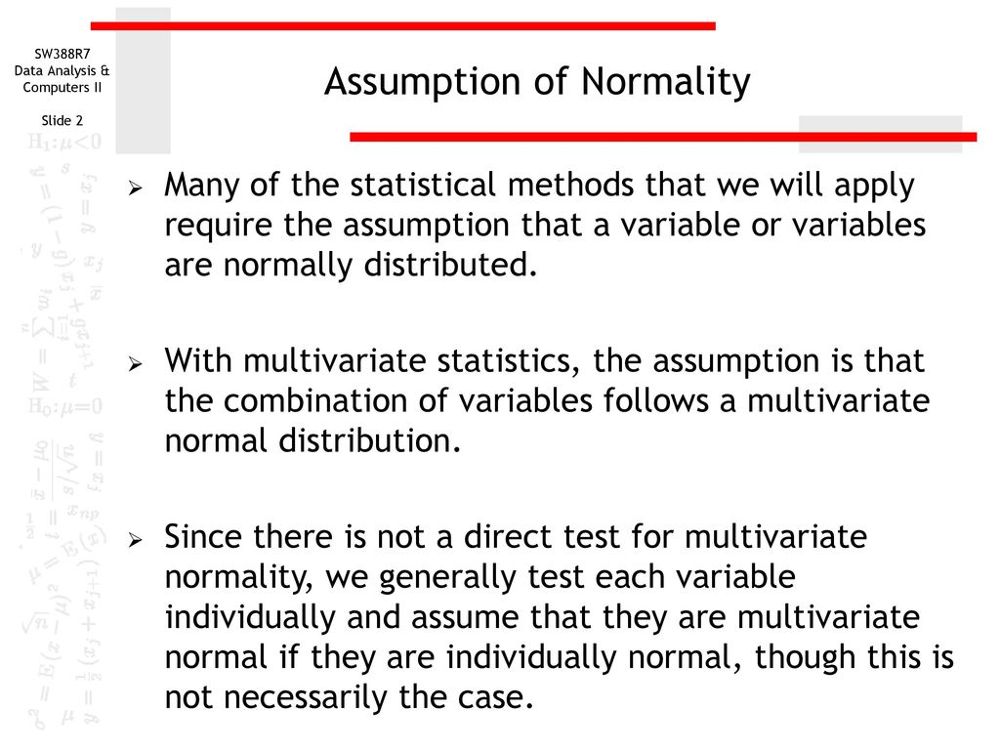 SW388R7
Data Analysis &
Computers II
Slide 2
Assumption of Normality
Many of the statistical methods that we will apply
require the assumption that a variable or variables
are normally distributed.
With multivariate statistics, the assumption is that
the combination of variables follows a multivariate
normal distribution.
Since there is not a direct test for multivariate
normality, we generally test each variable
individually and assume that they are multivariate
normal if they are individually normal, though this is
not necessarily the case.
H₁:μ<0
H₀:μ=0